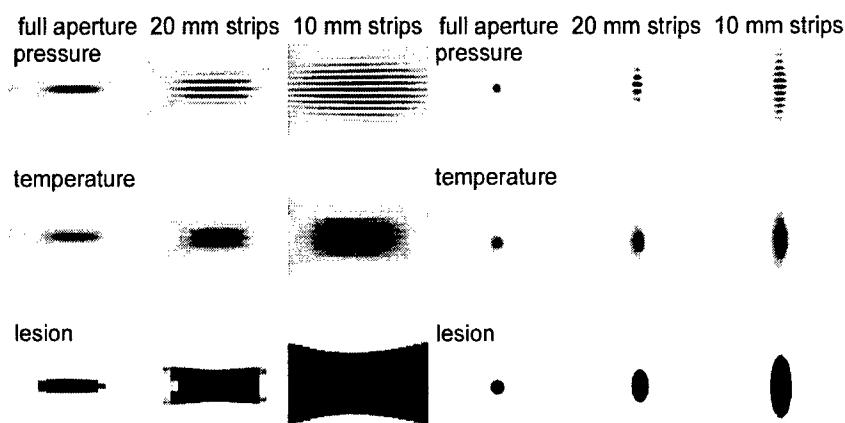 full aperture 20 mm strips 10 mm strips full aperture 20 mm strips 10 mm strips
pressure pressure
temperature temperature
lesion lesion